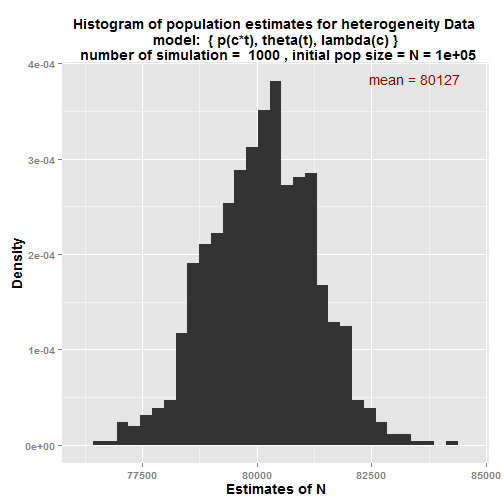 Histogram of population estimates for heterogeneity Data
model:  { p(c*t), theta(t), lambda(c) }
number of simulation =  1000 , initial pop size = N = 1e+05
mean = 80127
4e-04
3e-04
2e-04
1e-04
0e+00
Density
77500
80000
82500
85000
Estimates of N